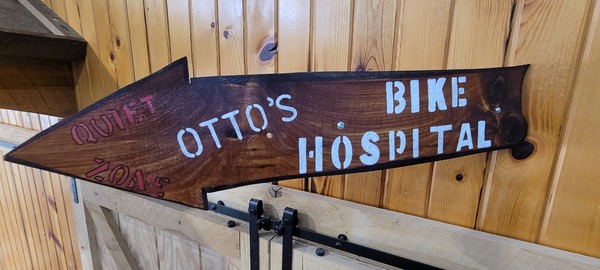 QUIET
ZONE
OTTO'S
BIKE
HOSPITAL